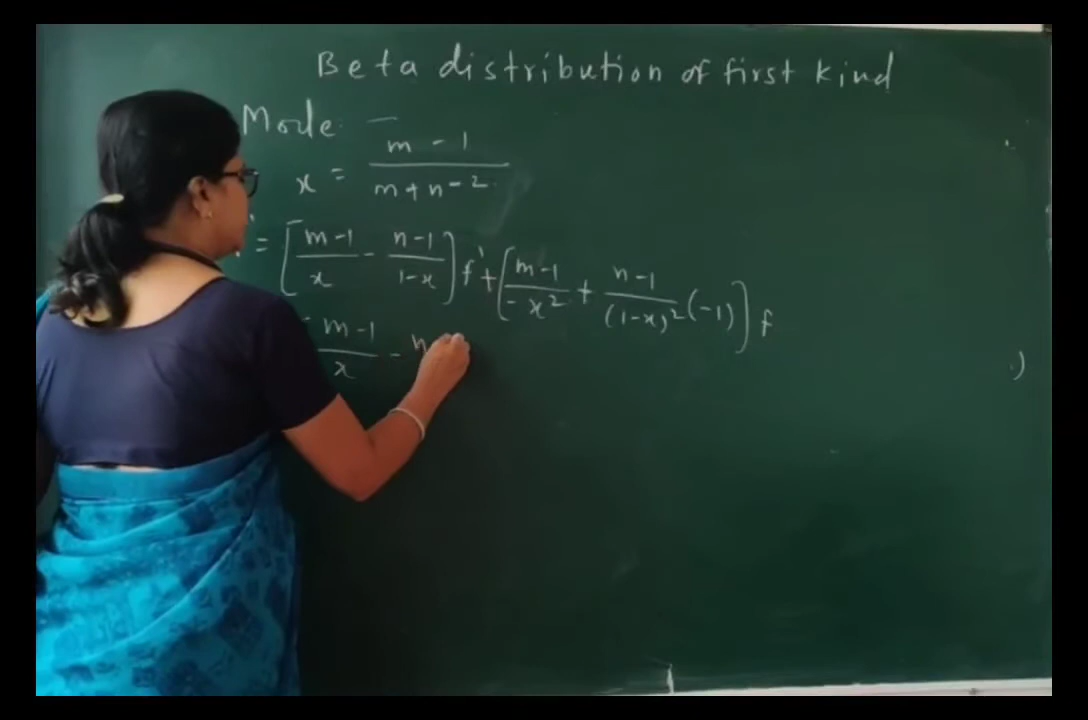 Beta distribution of first kind
Mode: -
x = m - 1 / m + n - 2
= [ m-1 / x - n-1 / 1-x ] f' + [ m-1 / -x² + n-1 / (1-x)² (-1) ] f
[ m-1 / x - n